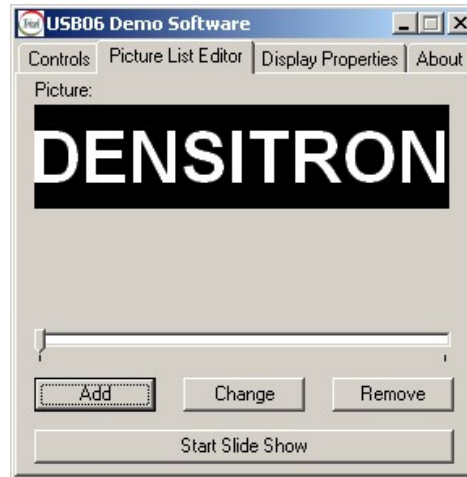 USB06 Demo Software
Controls Picture List Editor Display Properties About
Picture:
DENSITRON
Add Change Remove
Start Slide Show